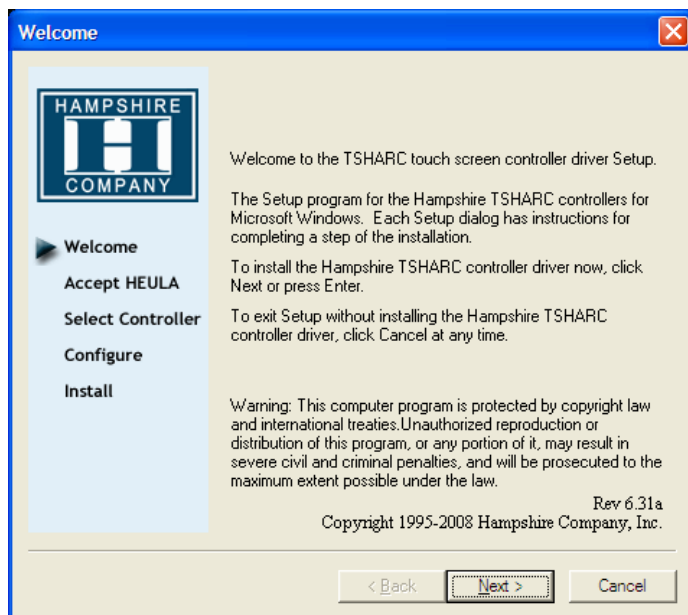 Welcome
HAMPSHIRE
H
COMPANY
Welcome
Accept HEULA
Select Controller
Configure
Install
Welcome to the TSHARC touch screen controller driver Setup.
The Setup program for the Hampshire TSHARC controllers for
Microsoft Windows. Each Setup dialog has instructions for
completing a step of the installation.
To install the Hampshire TSHARC controller driver now, click
Next or press Enter.
To exit Setup without installing the Hampshire TSHARC
controller driver, click Cancel at any time.
Warning: This computer program is protected by copyright law
and international treaties.Unauthorized reproduction or
distribution of this program, or any portion of it, may result in
severe civil and criminal penalties, and will be prosecuted to the
maximum extent possible under the law.
Rev 6.31a
Copyright 1995-2008 Hampshire Company, Inc.
< Back
Next >
Cancel